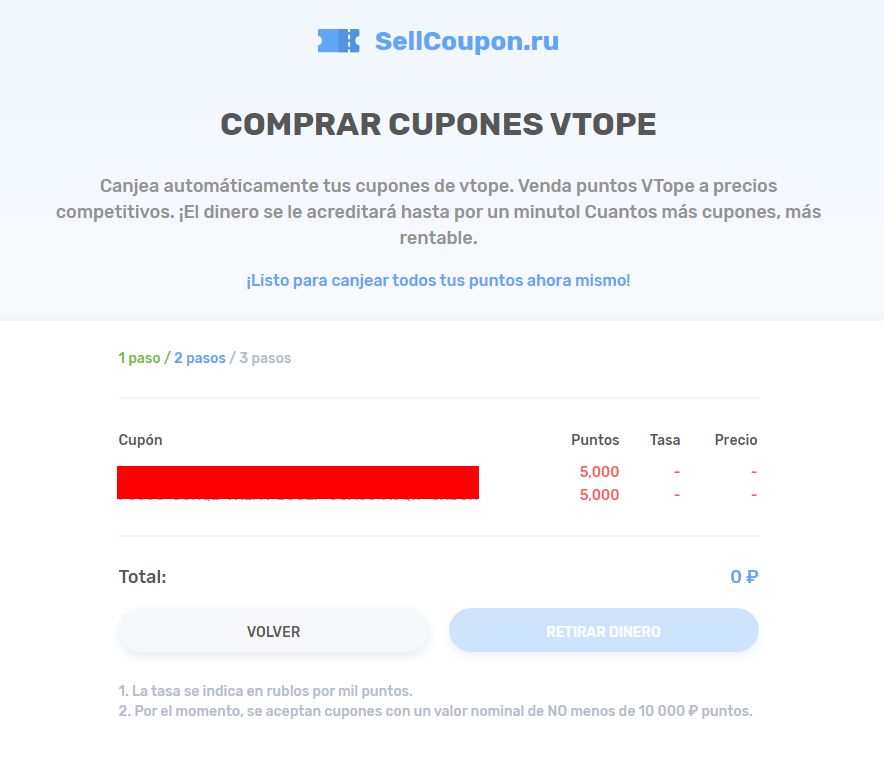 SellCoupon.ru
COMPRAR CUPONES VTOPE
Canjea automáticamente tus cupones de vtope. Venda puntos VTope a precios
competitivos. ¡El dinero se le acreditará hasta por un minuto! Cuantos más cupones, más
rentable.
¡Listo para canjear todos tus puntos ahora mismo!
1 paso / 2 pasos / 3 pasos
Cupón Puntos Tasa Precio
5,000 - -
5,000 - -
Total: 0 ₽
VOLVER RETIRAR DINERO
1. La tasa se indica en rublos por mil puntos.
2. Por el momento, se aceptan cupones con un valor nominal de NO menos de 10 000 ₽ puntos.